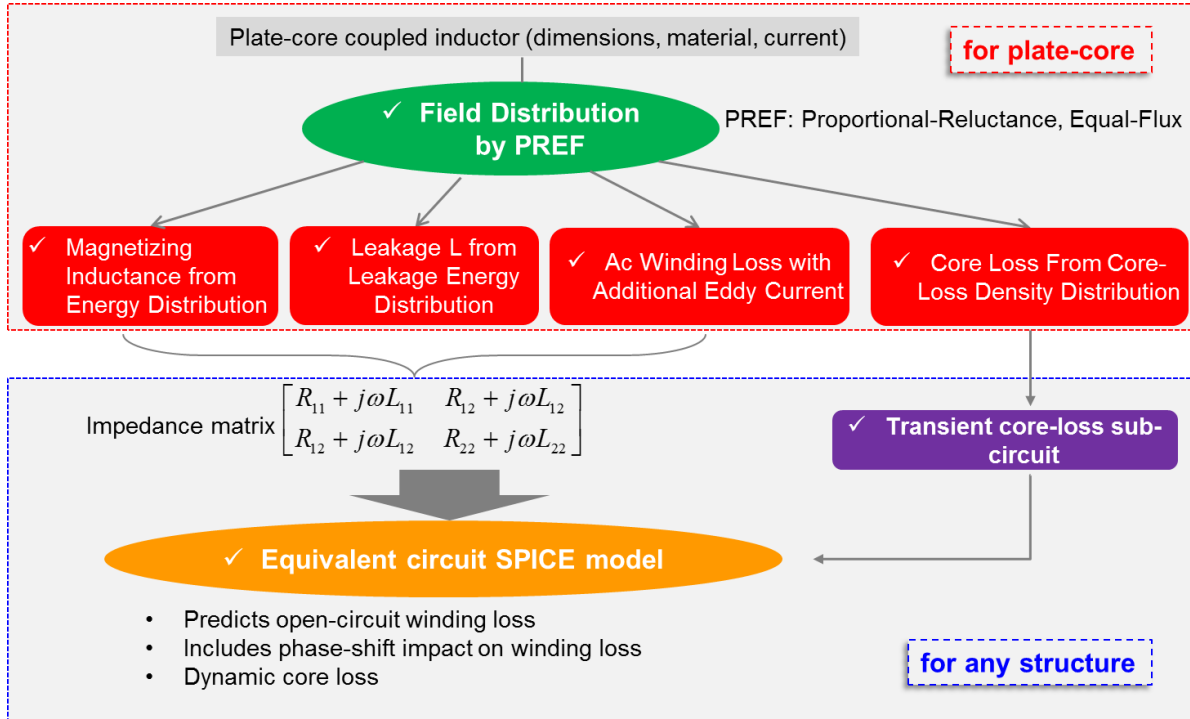 Plate-core coupled inductor (dimensions, material, current)
for plate-core
✓ Field Distribution
by PREF
PREF: Proportional-Reluctance, Equal-Flux
✓ Magnetizing
Inductance from
Energy Distribution
✓ Leakage L from
Leakage Energy
Distribution
✓ Ac Winding Loss with
Additional Eddy Current
✓ Core Loss From Core-
Loss Density Distribution
Impedance matrix
R₁₁ + jωL₁₁ R₁₂ + jωL₁₂
R₁₂ + jωL₁₂ R₂₂ + jωL₂₂
✓ Transient core-loss sub-
circuit
✓ Equivalent circuit SPICE model
• Predicts open-circuit winding loss
• Includes phase-shift impact on winding loss
• Dynamic core loss
for any structure